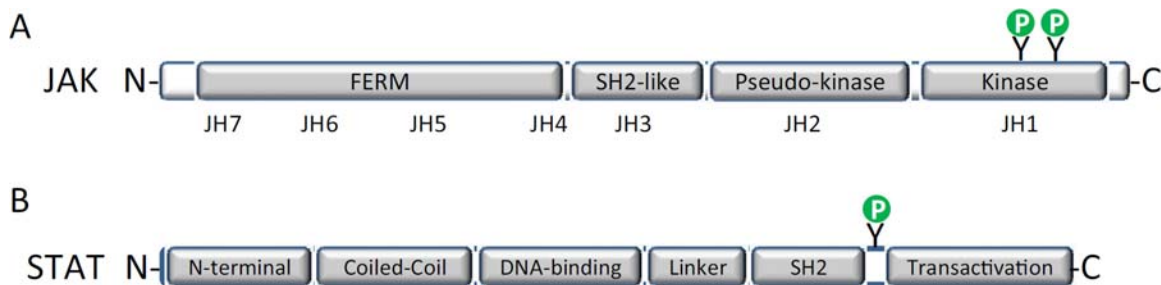 A
P P
Y Y
JAK N- FERM SH2-like Pseudo-kinase Kinase -C
JH7 JH6 JH5 JH4 JH3 JH2 JH1
B
P
Y
STAT N- N-terminal Coiled-Coil DNA-binding Linker SH2 Transactivation -C